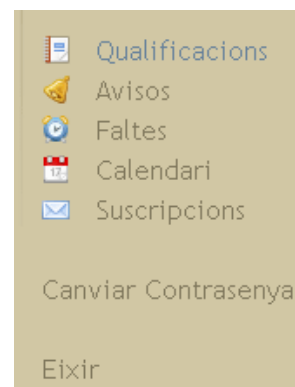 Qualificacions
Avisos
Faltes
Calendari
Suscripcions
Canviar Contrasenya
Eixir